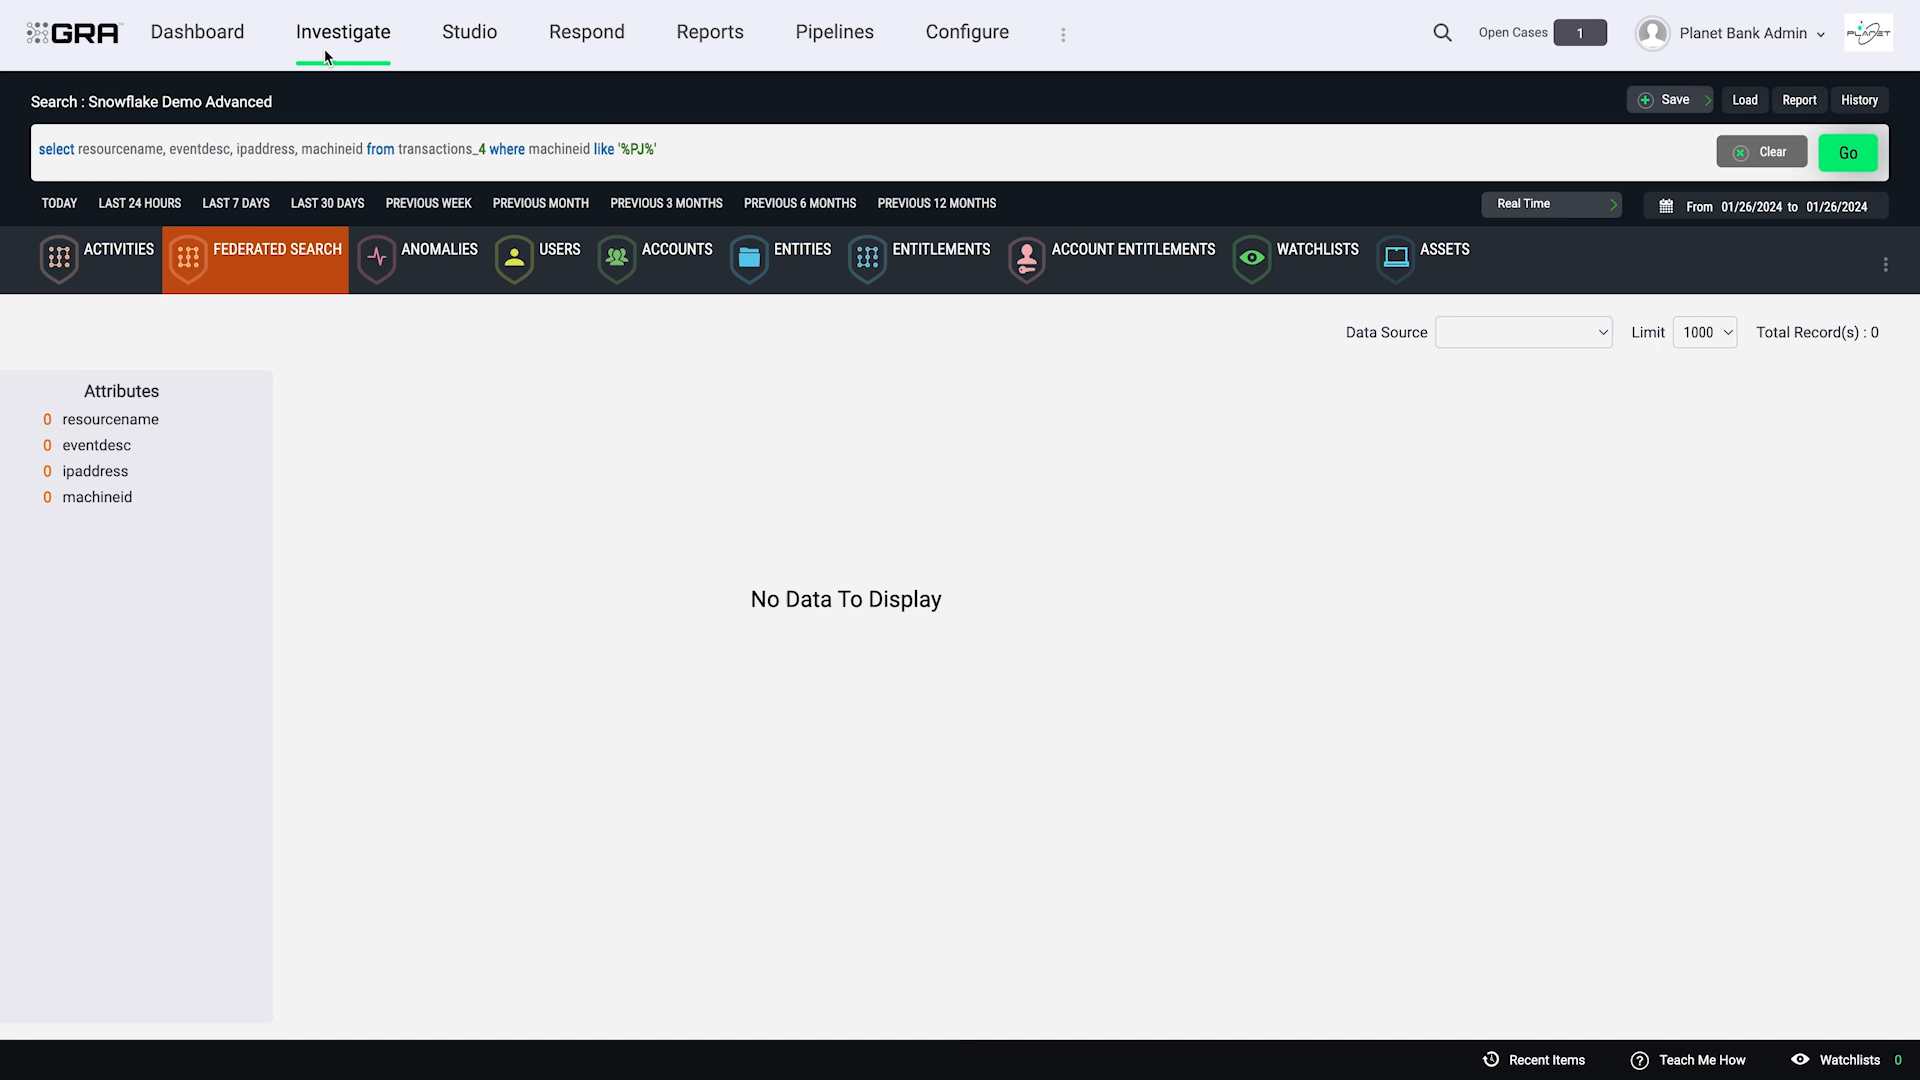 GRA Dashboard Investigate Studio Respond Reports Pipelines Configure Open Cases 1 Planet Bank Admin PLANET
Search : Snowflake Demo Advanced Save Load Report History
select resourcename, eventdesc, ipaddress, machineid from transactions_4 where machineid like '%PJ%' Clear Go
TODAY LAST 24 HOURS LAST 7 DAYS LAST 30 DAYS PREVIOUS WEEK PREVIOUS MONTH PREVIOUS 3 MONTHS PREVIOUS 6 MONTHS PREVIOUS 12 MONTHS Real Time From 01/26/2024 to 01/26/2024
ACTIVITIES FEDERATED SEARCH ANOMALIES USERS ACCOUNTS ENTITIES ENTITLEMENTS ACCOUNT ENTITLEMENTS WATCHLISTS ASSETS
Data Source Limit 1000 Total Record(s) : 0
Attributes
0 resourcename
0 eventdesc
0 ipaddress
0 machineid
No Data To Display
Recent Items Teach Me How Watchlists 0